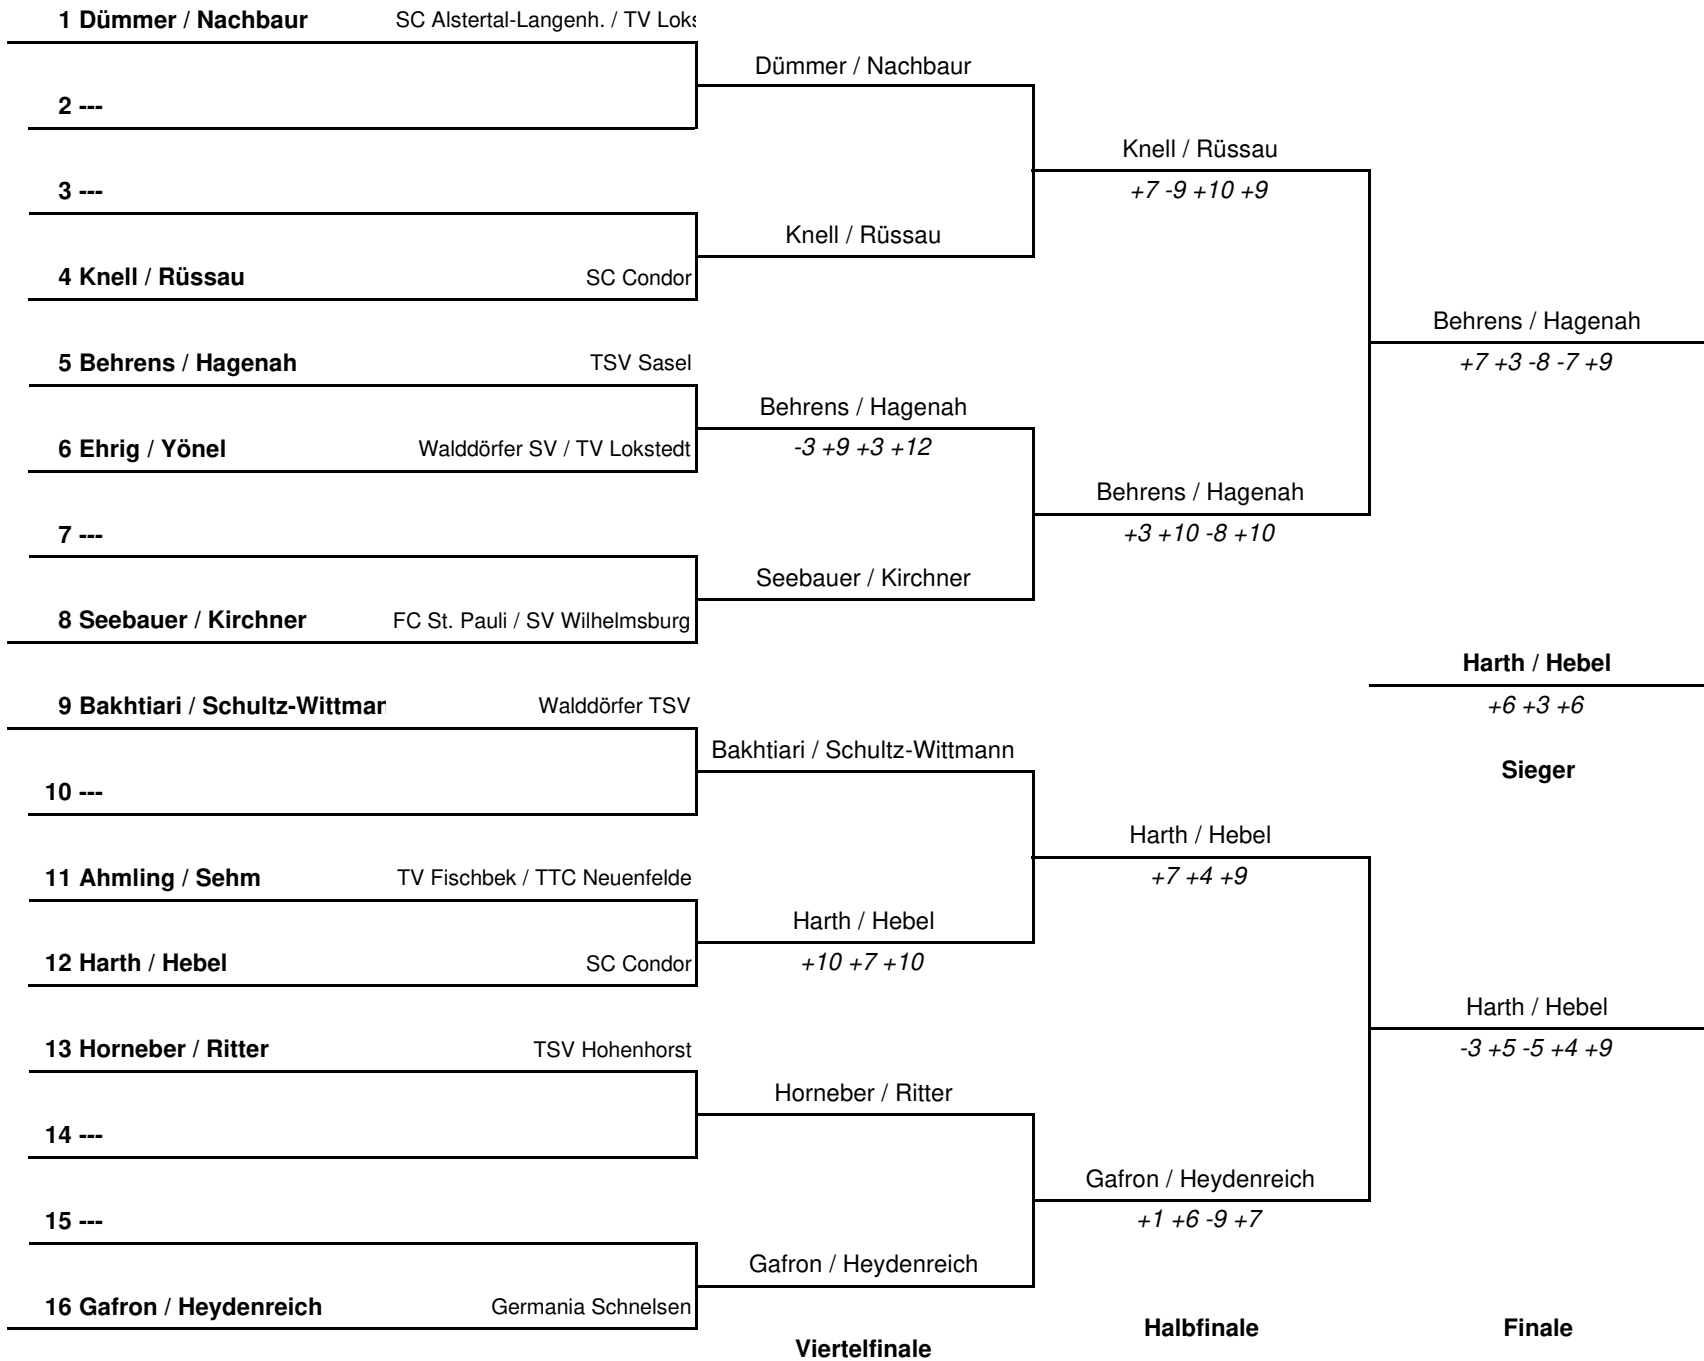 1 Dümmer / Nachbaur SC Alstertal-Langenh. / TV Loks
Dümmer / Nachbaur
2 ---
Knell / Rüssau
3 ---
+7 -9 +10 +9
Knell / Rüssau
4 Knell / Rüssau SC Condor
Behrens / Hagenah
5 Behrens / Hagenah TSV Sasel
+7 +3 -8 -7 +9
Behrens / Hagenah
6 Ehrig / Yönel Walddörfer SV / TV Lokstedt
-3 +9 +3 +12
Behrens / Hagenah
7 ---
+3 +10 -8 +10
Seebauer / Kirchner
8 Seebauer / Kirchner FC St. Pauli / SV Wilhelmsburg
Harth / Hebel
9 Bakhtiari / Schultz-Wittmar Walddörfer TSV
+6 +3 +6
Bakhtiari / Schultz-Wittmann
Sieger
10 ---
Harth / Hebel
11 Ahmling / Sehm TV Fischbek / TTC Neuenfelde
+7 +4 +9
Harth / Hebel
12 Harth / Hebel SC Condor
+10 +7 +10
Harth / Hebel
13 Horneber / Ritter TSV Hohenhorst
-3 +5 -5 +4 +9
Horneber / Ritter
14 ---
Gafron / Heydenreich
15 ---
+1 +6 -9 +7
Gafron / Heydenreich
16 Gafron / Heydenreich Germania Schnelsen
Viertelfinale
Halbfinale
Finale